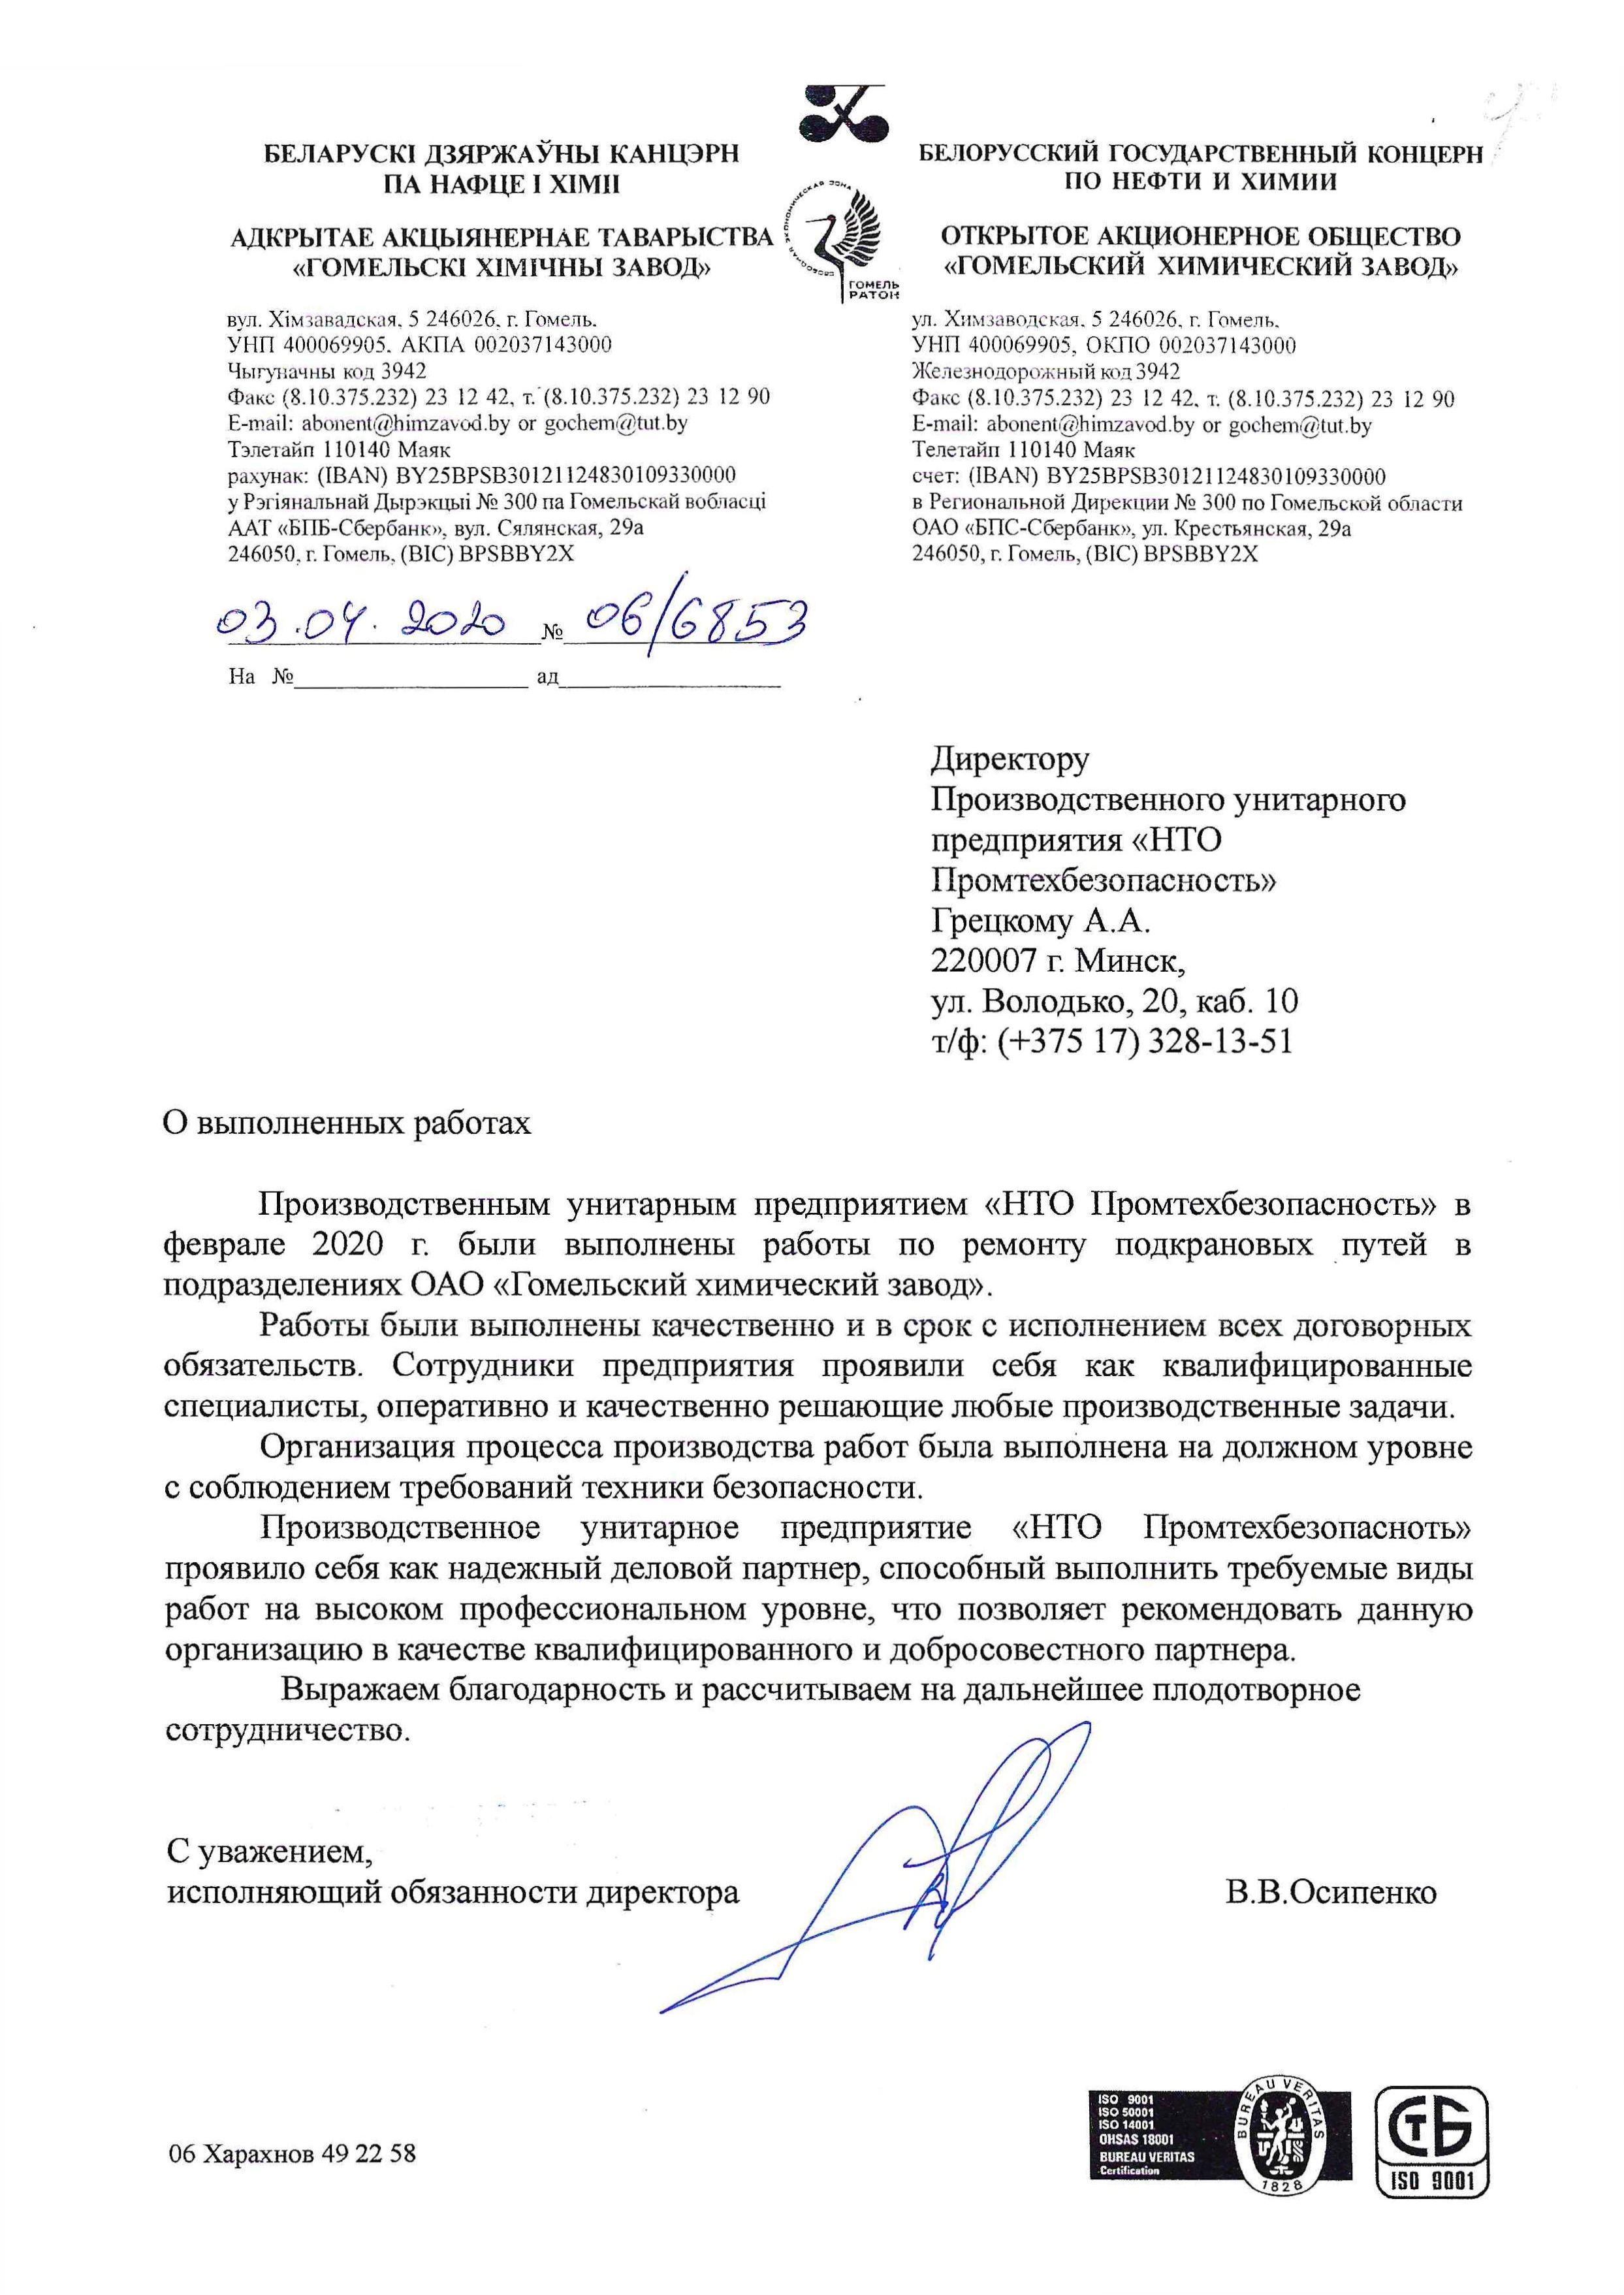 БЕЛАРУСКІ ДЗЯРЖАЎНЫ КАНЦЭРН
ПА НАФЦЕ І ХІМІІ
АДКРЫТАЕ АКЦЫЯНЕРНАЕ ТАВАРЫСТВА
«ГОМЕЛЬСКІ ХІМІЧНЫ ЗАВОД»
вул. Хімзавадская, 5 246026, г. Гомель,
УНП 400069905, АКПА 002037143000
Чыгуначны код 3942
Факс (8.10.375.232) 23 12 42, т. (8.10.375.232) 23 12 90
E-mail: abonent@himzavod.by or gochem@tut.by
Тэлетайп 110140 Маяк
рахунак: (IBAN) BY25BPSB30121124830109330000
у Рэгіянальнай Дырэкцыі № 300 па Гомельскай вобласці
ААТ «БПБ-Сбербанк», вул. Сялянская, 29а
246050, г. Гомель, (BIC) BPSBBY2X
ЭКОНОМИЧЕСКАЯ ЗОНА
ГОМЕЛЬ
РАТОН
БЕЛОРУССКИЙ ГОСУДАРСТВЕННЫЙ КОНЦЕРН
ПО НЕФТИ И ХИМИИ
ОТКРЫТОЕ АКЦИОНЕРНОЕ ОБЩЕСТВО
«ГОМЕЛЬСКИЙ ХИМИЧЕСКИЙ ЗАВОД»
ул. Химзаводская, 5 246026, г. Гомель,
УНП 400069905, ОКПО 002037143000
Железнодорожный код 3942
Факс (8.10.375.232) 23 12 42, т. (8.10.375.232) 23 12 90
E-mail: abonent@himzavod.by or gochem@tut.by
Телетайп 110140 Маяк
счет: (IBAN) BY25BPSB30121124830109330000
в Региональной Дирекции № 300 по Гомельской области
ОАО «БПС-Сбербанк», ул. Крестьянская, 29а
246050, г. Гомель, (BIC) BPSBBY2X
03.04.2020 № 06/6853
На № ад
Директору
Производственного унитарного
предприятия «НТО
Промтехбезопасность»
Грецкому А.А.
220007 г. Минск,
ул. Володько, 20, каб. 10
т/ф: (+375 17) 328-13-51
О выполненных работах
Производственным унитарным предприятием «НТО Промтехбезопасность» в
феврале 2020 г. были выполнены работы по ремонту подкрановых путей в
подразделениях ОАО «Гомельский химический завод».
Работы были выполнены качественно и в срок с исполнением всех договорных
обязательств. Сотрудники предприятия проявили себя как квалифицированные
специалисты, оперативно и качественно решающие любые производственные задачи.
Организация процесса производства работ была выполнена на должном уровне
с соблюдением требований техники безопасности.
Производственное унитарное предприятие «НТО Промтехбезопасноть»
проявило себя как надежный деловой партнер, способный выполнить требуемые виды
работ на высоком профессиональном уровне, что позволяет рекомендовать данную
организацию в качестве квалифицированного и добросовестного партнера.
Выражаем благодарность и рассчитываем на дальнейшее плодотворное
сотрудничество.
С уважением,
исполняющий обязанности директора В.В.Осипенко
06 Харахнов 49 22 58
ISO 9001
ISO 50001
ISO 14001
OHSAS 18001
BUREAU VERITAS
Certification
BUREAU VERITAS
1828
СТБ
ISO 9001